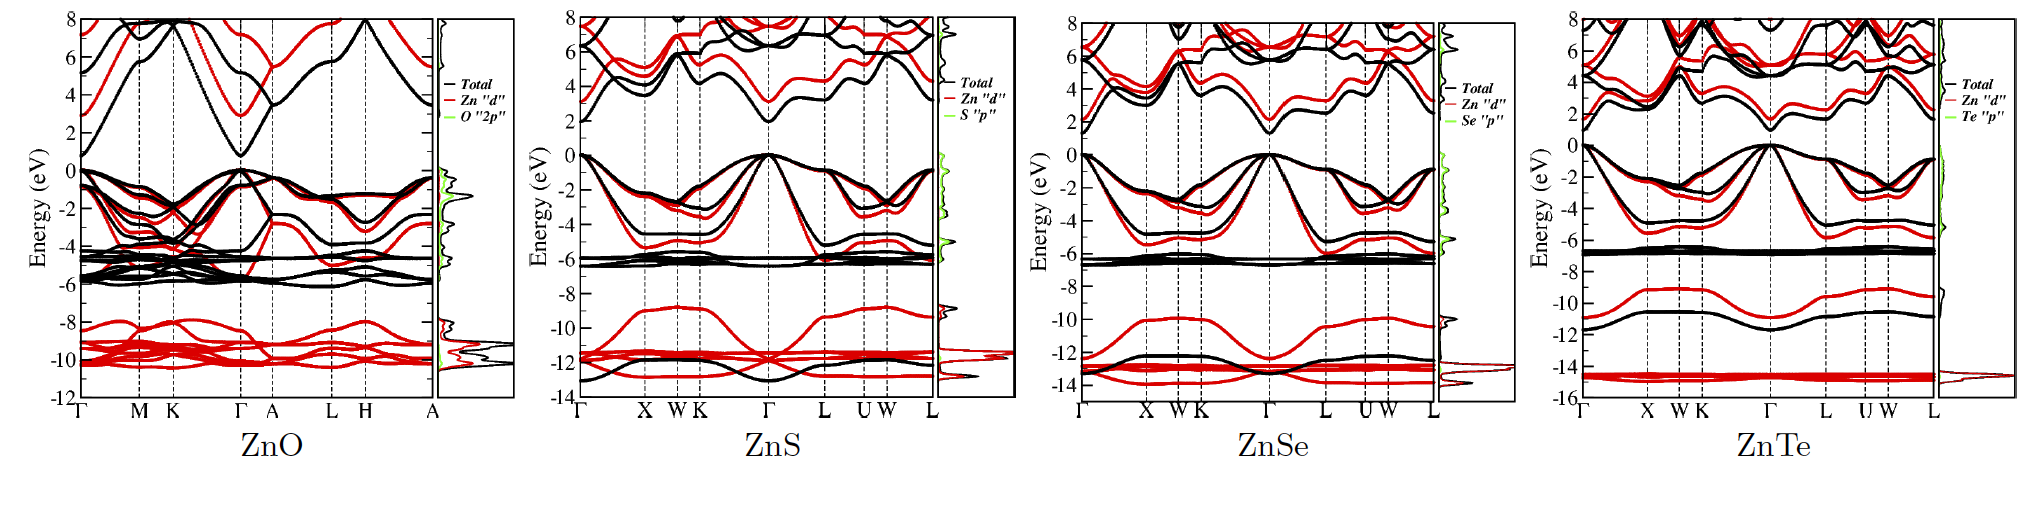 Energy (eV)
8
6
4
2
0
-2
-4
-6
-8
-10
-12
Γ M K Γ A L H A
Total
Zn "d"
O "2p"
ZnO
Energy (eV)
8
6
4
2
0
-2
-4
-6
-8
-10
-12
-14
Γ X W K Γ L U W L
Total
Zn "d"
S "p"
ZnS
Energy (eV)
8
6
4
2
0
-2
-4
-6
-8
-10
-12
-14
Γ X W K Γ L U W L
Total
Zn "d"
Se "p"
ZnSe
Energy (eV)
8
6
4
2
0
-2
-4
-6
-8
-10
-12
-14
-16
Γ X W K Γ L U W L
Total
Zn "d"
Te "p"
ZnTe